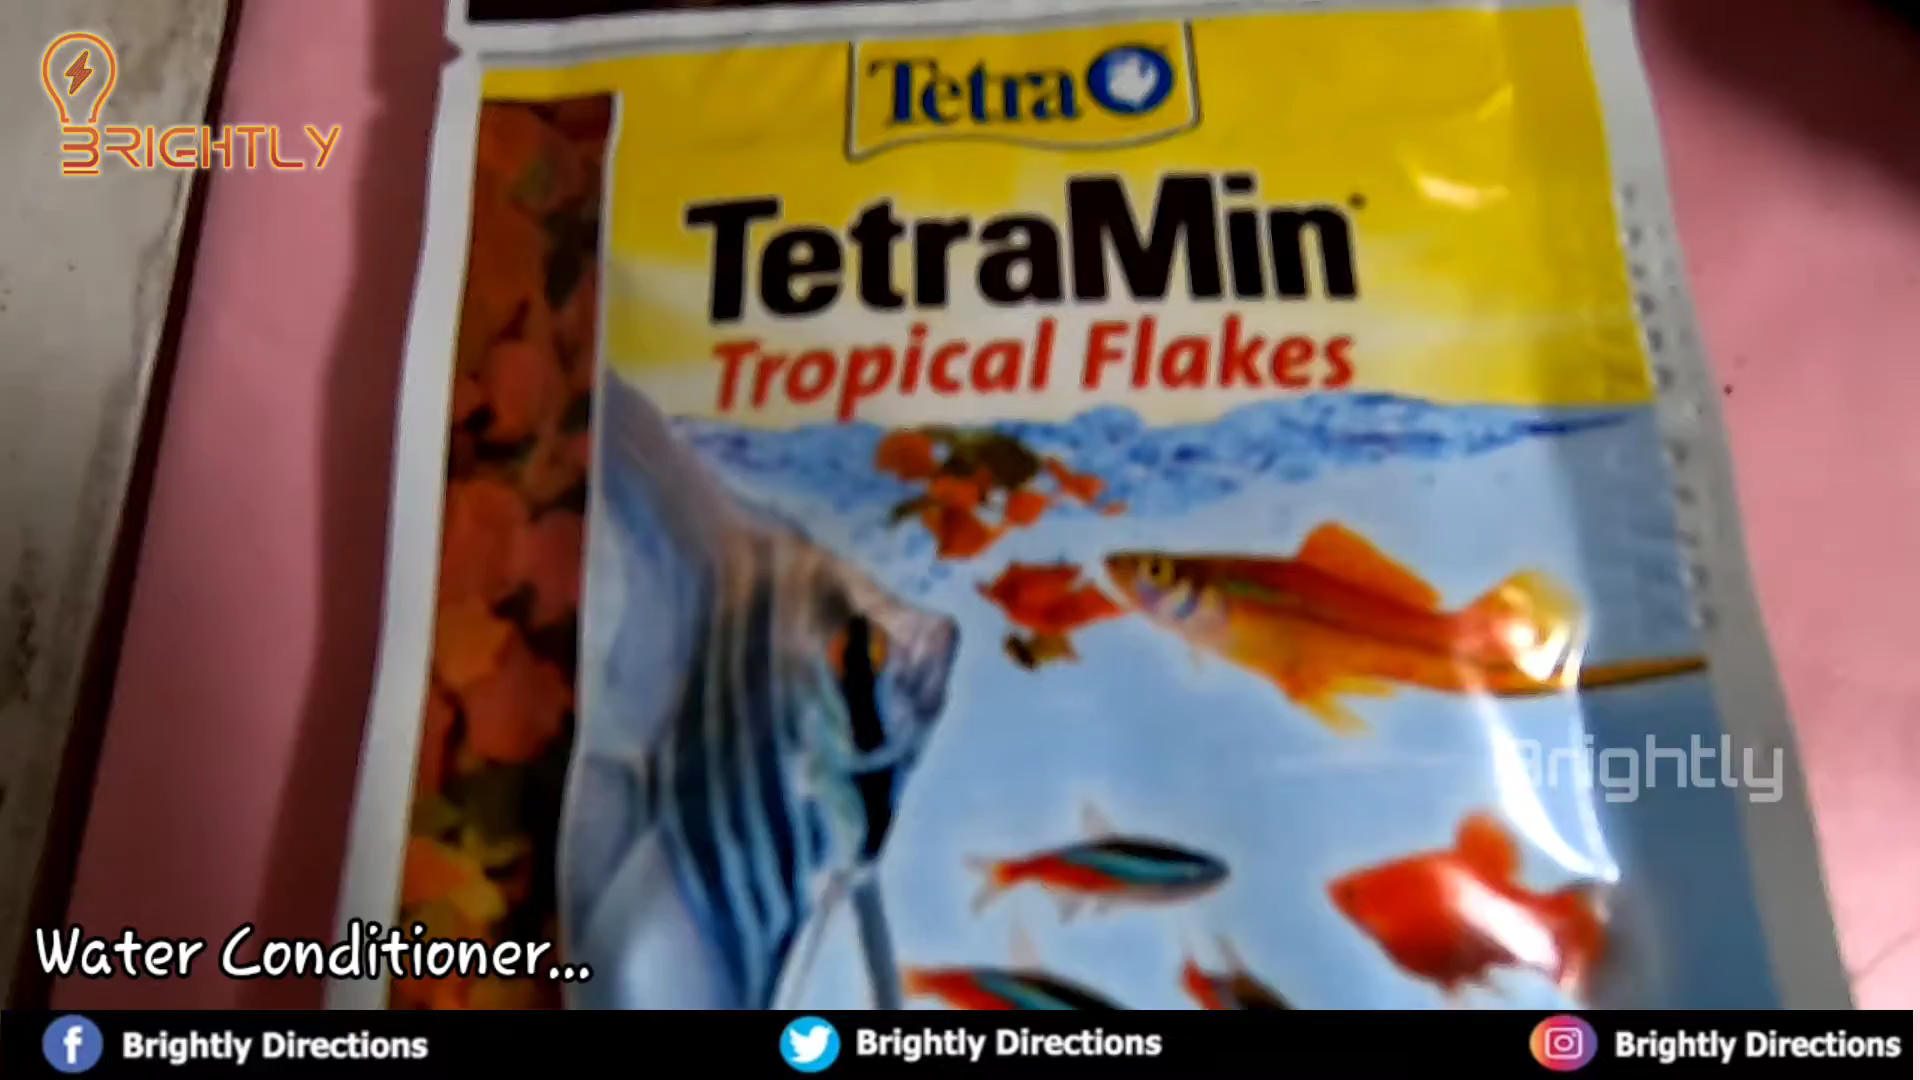 BRIGHTLY
Tetra
TetraMin
Tropical Flakes
Brightly
Water Conditioner...
Brightly Directions
Brightly Directions
Brightly Directions